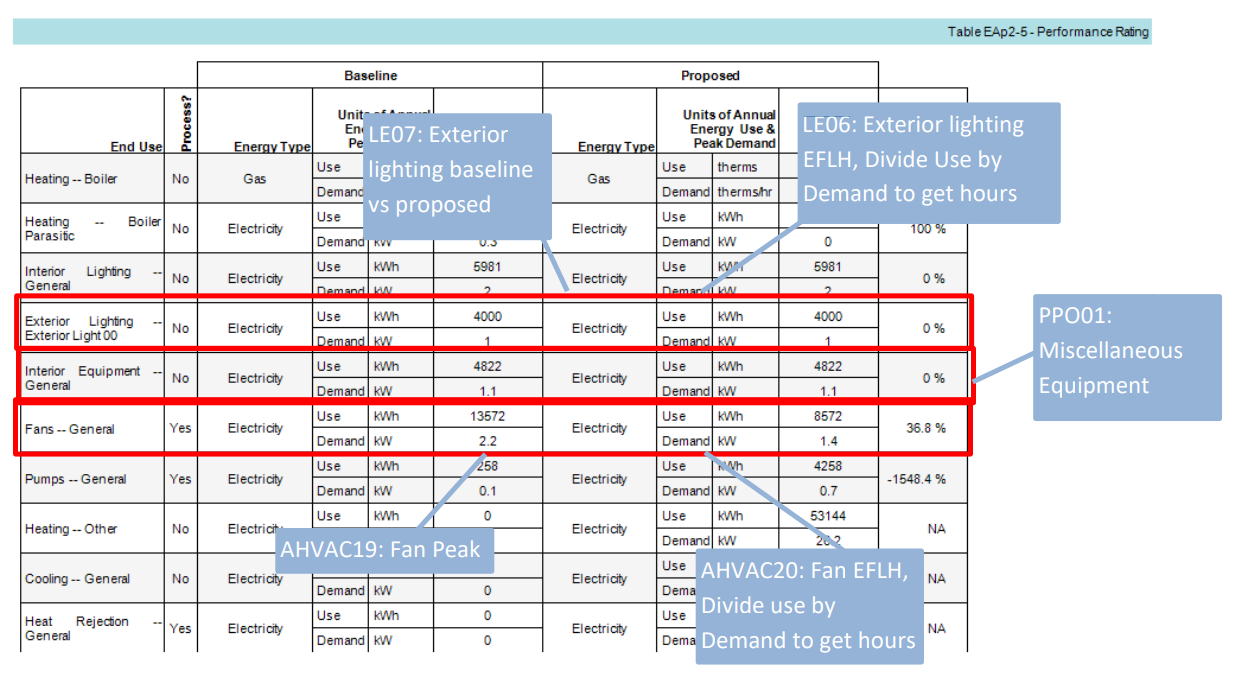 Table EAp2-5 - Performance Rating
Baseline Proposed
End Use Process? Energy Type Units of Annual Energy Type Units of Annual
Energy Use &
Peak Demand
LE07: Exterior
lighting baseline
vs proposed
LE06: Exterior lighting
EFLH, Divide Use by
Demand to get hours
Heating -- Boiler No Gas Use Gas Use therms
Demand Demand therms/hr
Heating -- Boiler
Parasitic No Electricity Use Electricity Use kWh 100 %
Demand kW 0.3 Demand kW 0
Interior Lighting --
General No Electricity Use kWh 5981 Electricity Use kWh 5981 0 %
Demand kW 2 Demand kW 2
Exterior Lighting --
Exterior Light 00 No Electricity Use kWh 4000 Electricity Use kWh 4000 0 %
Demand kW 1 Demand kW 1
PPO01:
Miscellaneous
Equipment
Interior Equipment --
General No Electricity Use kWh 4822 Electricity Use kWh 4822 0 %
Demand kW 1.1 Demand kW 1.1
Fans -- General Yes Electricity Use kWh 13572 Electricity Use kWh 8572 36.8 %
Demand kW 2.2 Demand kW 1.4
Pumps -- General Yes Electricity Use kWh 258 Electricity Use kWh 4258 -1548.4 %
Demand kW 0.1 Demand kW 0.7
Heating -- Other No Electricity Use kWh 0 Electricity Use kWh 53144 NA
Demand kW 26.2
AHVAC19: Fan Peak
AHVAC20: Fan EFLH,
Divide use by
Demand to get hours
Cooling -- General No Electricity Electricity Use NA
Demand kW 0
Heat Rejection --
General Yes Electricity Use kWh 0 Electricity Use NA
Demand kW 0